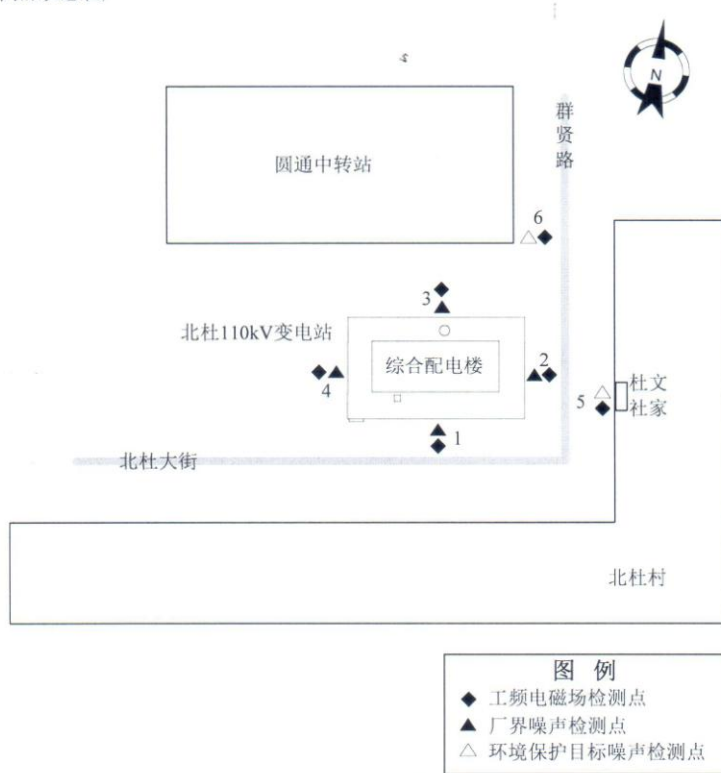 N
群贤路
圆通中转站
6
3
北杜110kV变电站
综合配电楼
2
4
5
杜文
社家
1
北杜大街
北杜村
图 例
工频电磁场检测点
厂界噪声检测点
环境保护目标噪声检测点